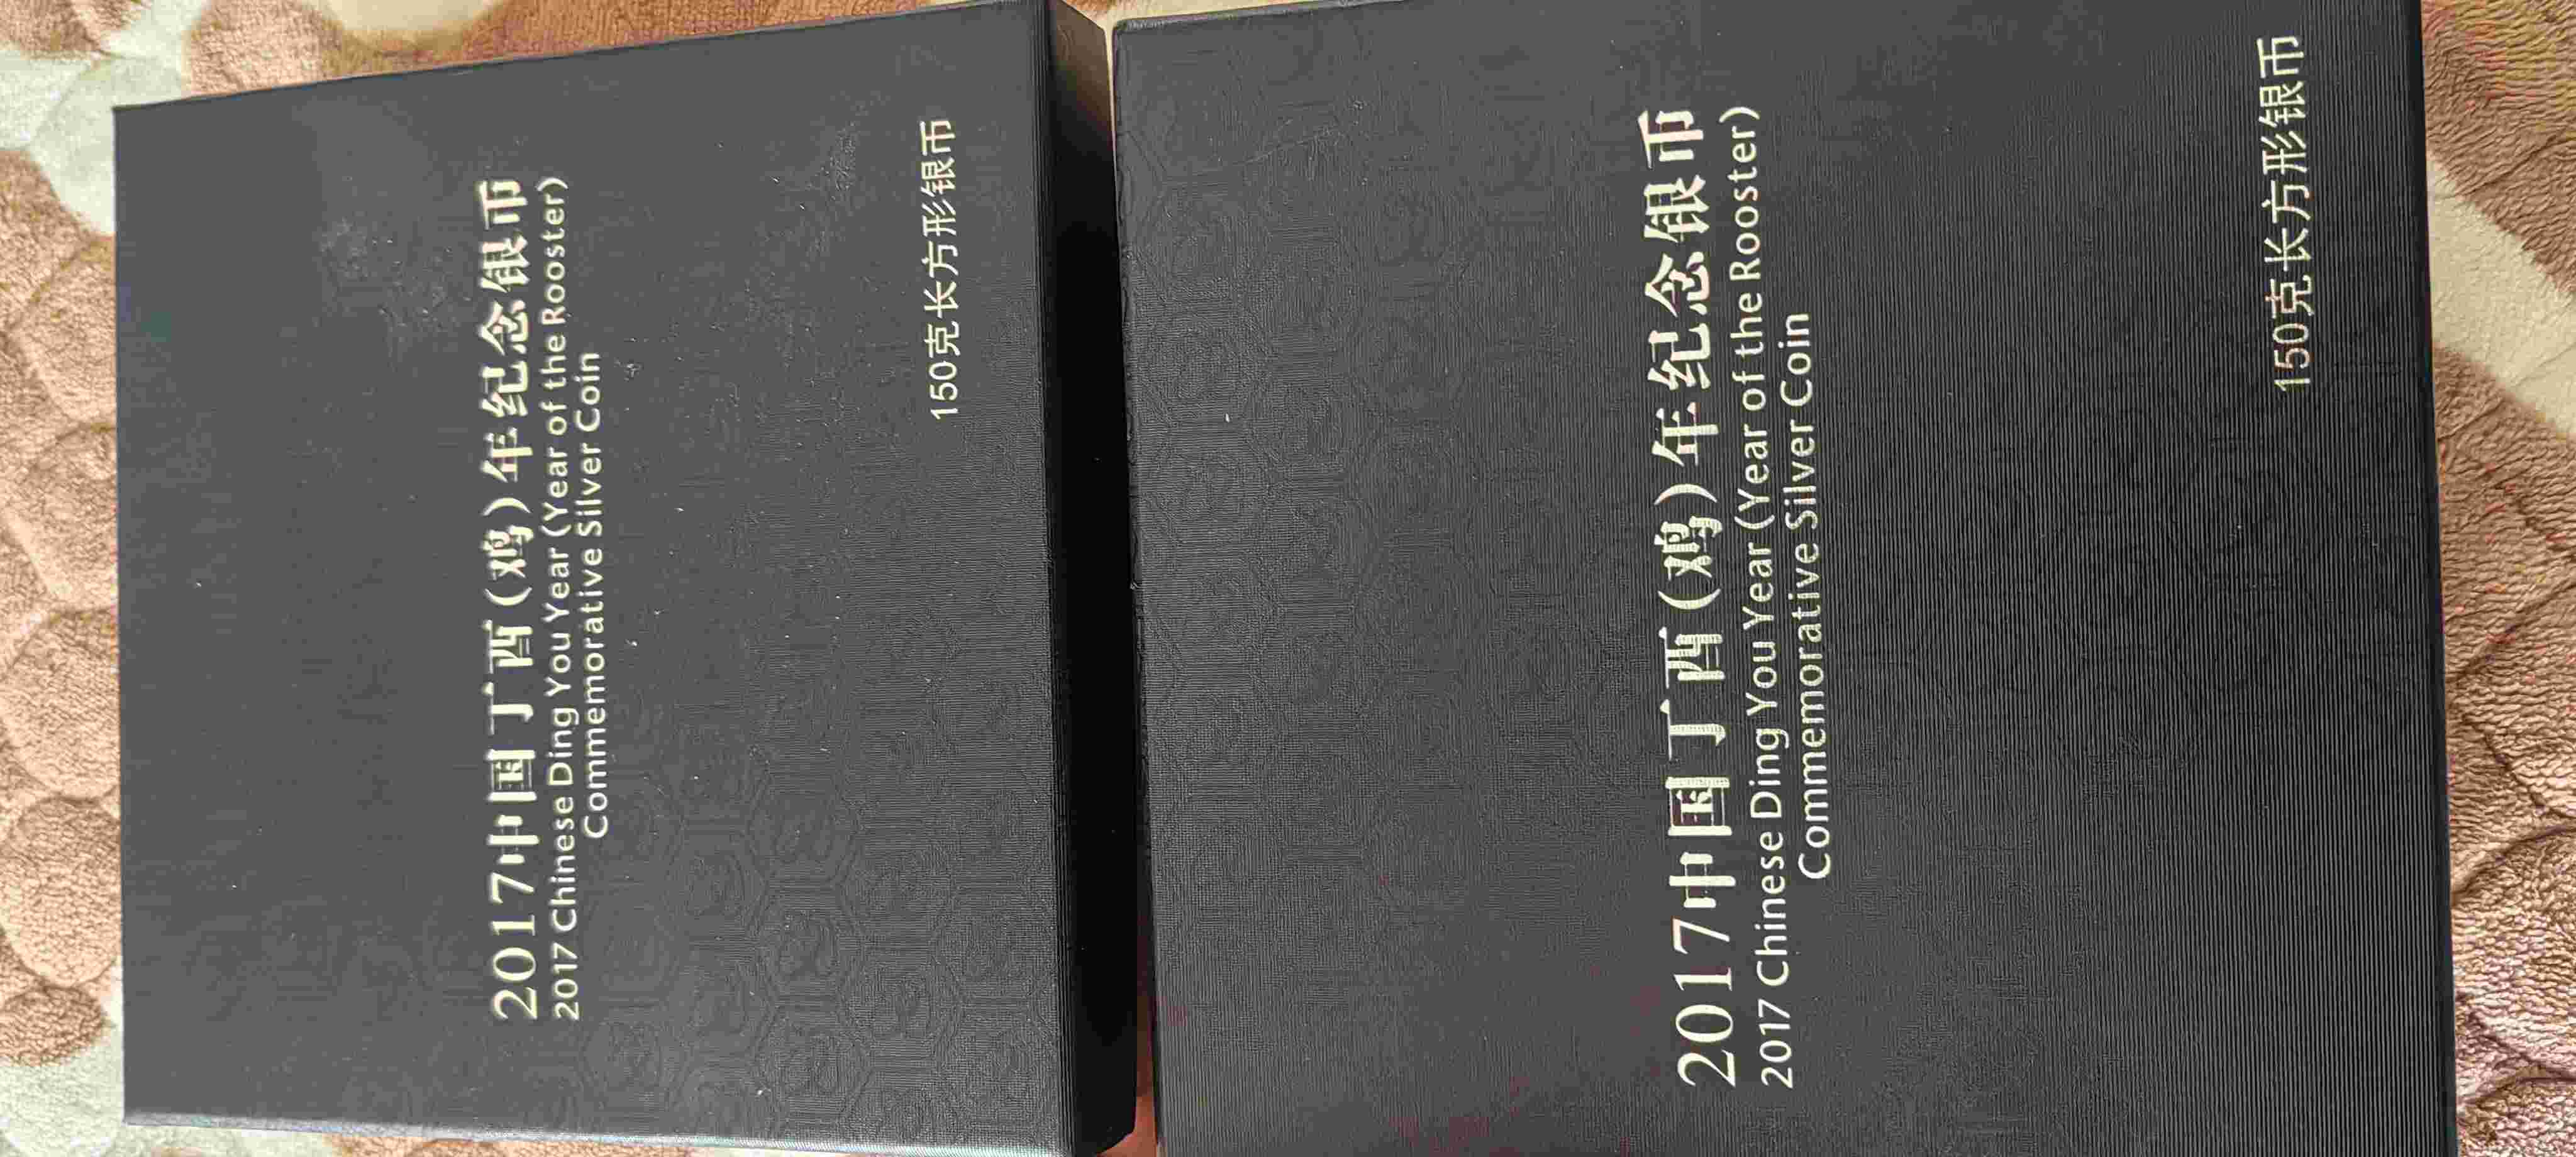 2017中国丁酉(鸡)年纪念银币
2017 Chinese Ding You Year (Year of the Rooster)
Commemorative Silver Coin
150克长方形银币
2017中国丁酉(鸡)年纪念银币
2017 Chinese Ding You Year (Year of the Rooster)
Commemorative Silver Coin
150克长方形银币